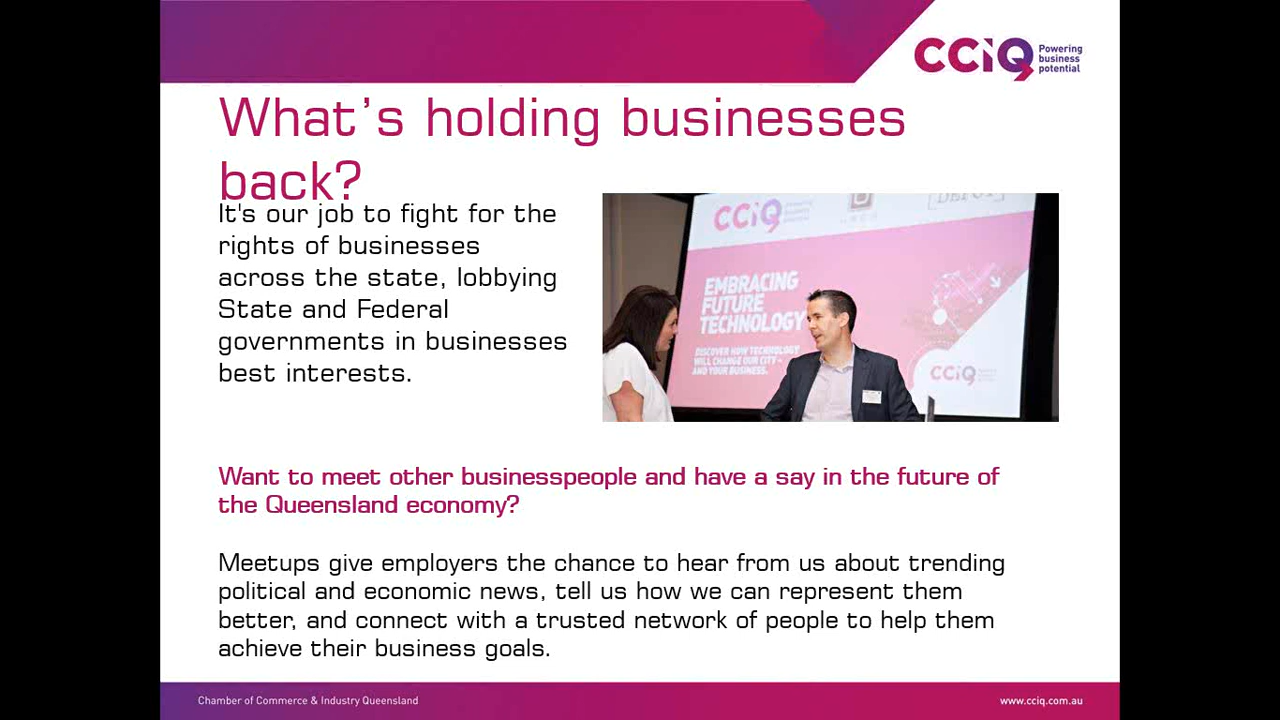 CCIQ
Powering
business
potential
What's holding businesses
back?
It's our job to fight for the
rights of businesses
across the state, lobbying
State and Federal
governments in businesses
best interests.
CCIQ
EMBRACING
FUTURE
TECHNOLOGY
DISCOVER HOW TECHNOLOGY
WILL CHANGE OUR CITY -
AND YOUR BUSINESS.
CCIQ
Want to meet other businesspeople and have a say in the future of
the Queensland economy?
Meetups give employers the chance to hear from us about trending
political and economic news, tell us how we can represent them
better, and connect with a trusted network of people to help them
achieve their business goals.
Chamber of Commerce & Industry Queensland
www.cciq.com.au